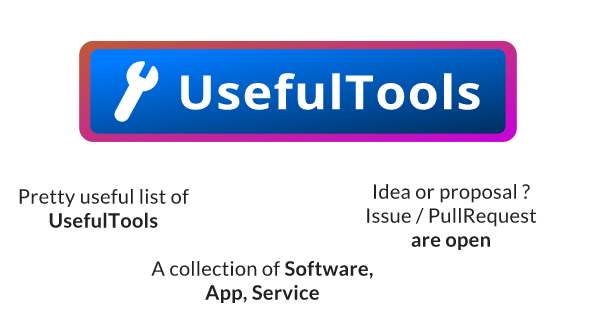 UsefulTools
Pretty useful list of
UsefulTools
Idea or proposal ?
Issue / PullRequest
are open
A collection of Software,
App, Service